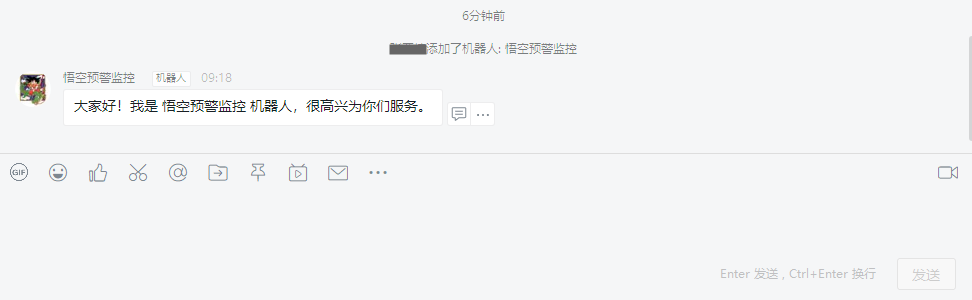 6分钟前
添加了机器人: 悟空预警监控
悟空预警监控 机器人 09:18
大家好！我是 悟空预警监控 机器人，很高兴为你们服务。
GIF
Enter 发送 , Ctrl+Enter 换行 发送